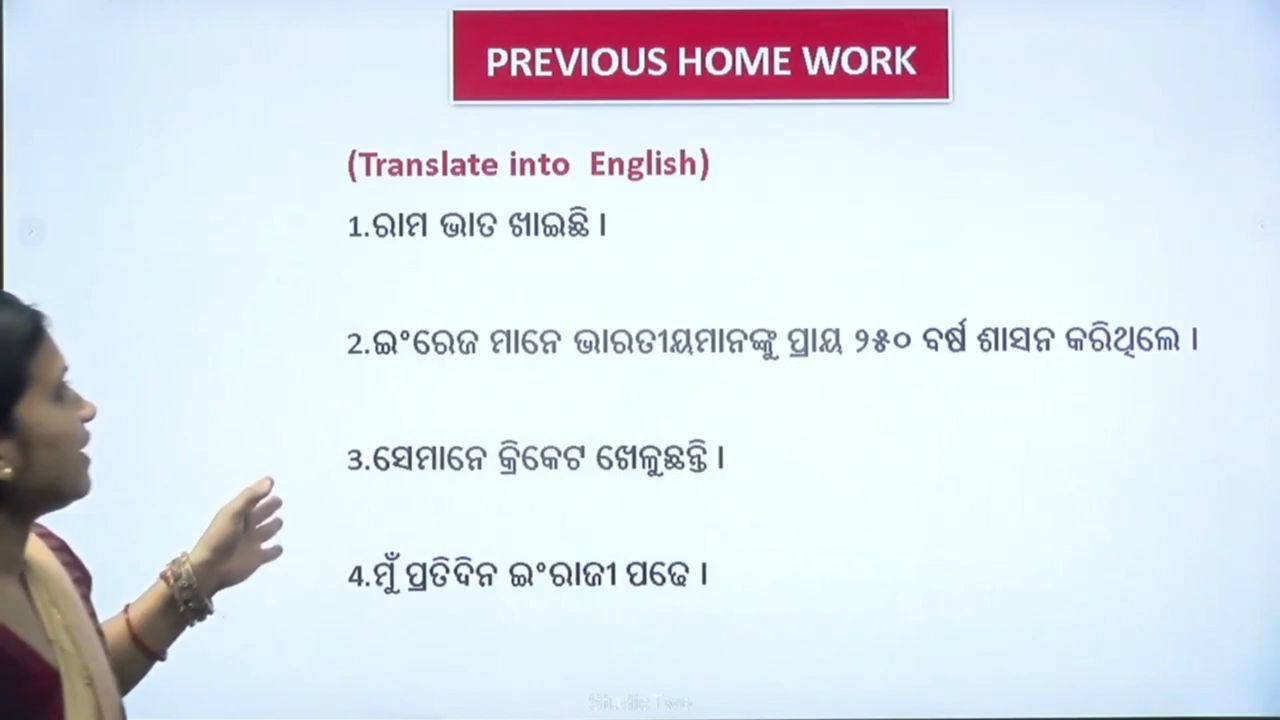 PREVIOUS HOME WORK
(Translate into English)
1.ରାମ ଭାତ ଖାଇଛି ।
2.ଇଂରେଜ ମାନେ ଭାରତୀୟମାନଙ୍କୁ ପ୍ରାୟ ୨୫୦ ବର୍ଷ ଶାସନ କରିଥିଲେ ।
3.ସେମାନେ କ୍ରିକେଟ ଖେଳୁଛନ୍ତି ।
4.ମୁଁ ପ୍ରତିଦିନ ଇଂରାଜୀ ପଢେ ।